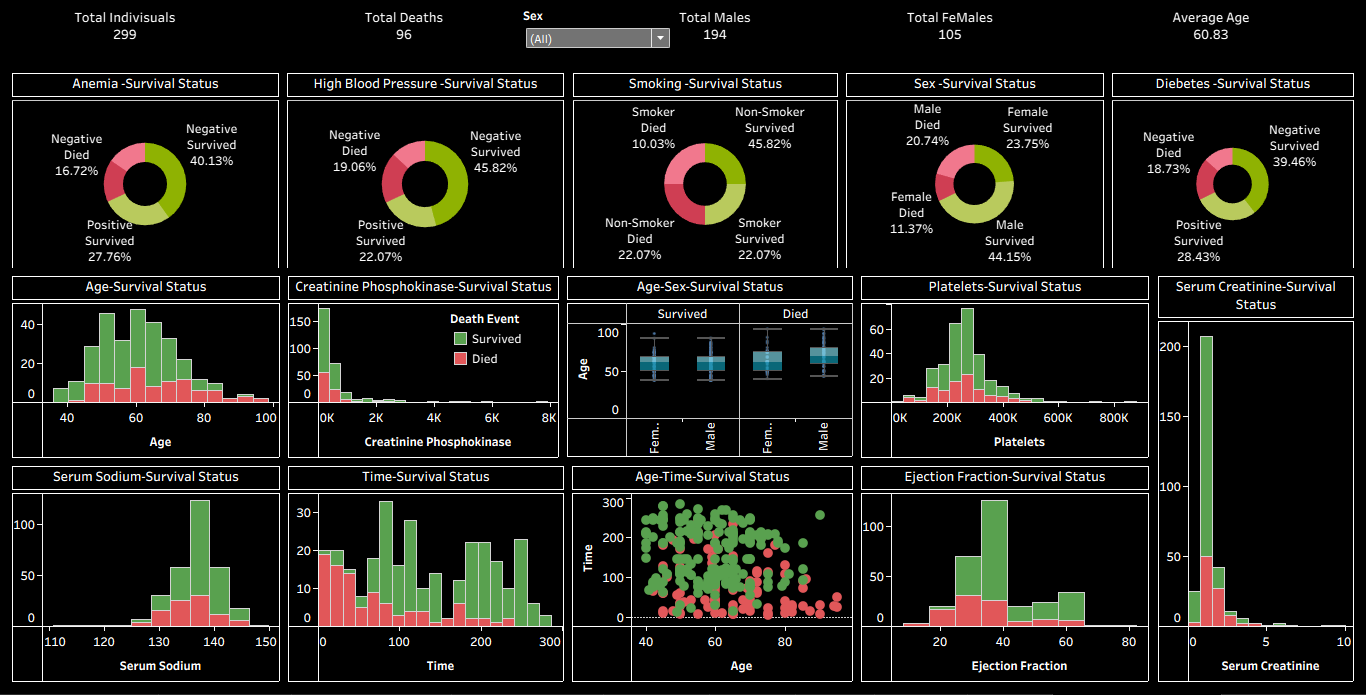 Total Indivisuals
299
Total Deaths
96
Sex
(All)
Total Males
194
Total FeMales
105
Average Age
60.83
Anemia -Survival Status
Negative
Died
16.72%
Negative
Survived
40.13%
Positive
Survived
27.76%
High Blood Pressure -Survival Status
Negative
Died
19.06%
Negative
Survived
45.82%
Positive
Survived
22.07%
Smoking -Survival Status
Smoker
Died
10.03%
Non-Smoker
Survived
45.82%
Non-Smoker
Died
22.07%
Smoker
Survived
22.07%
Sex -Survival Status
Male
Died
20.74%
Female
Survived
23.75%
Female
Died
11.37%
Male
Survived
44.15%
Diebetes -Survival Status
Negative
Died
18.73%
Negative
Survived
39.46%
Positive
Survived
28.43%
Age-Survival Status
40
20
0
40 60 80 100
Age
Creatinine Phosphokinase-Survival Status
150
100
50
0
Death Event
Survived
Died
0K 2K 4K 6K 8K
Creatinine Phosphokinase
Age-Sex-Survival Status
Survived Died
Age
100
50
0
Fem.. Male Fem.. Male
Platelets-Survival Status
60
40
20
0K 200K 400K 600K 800K
Platelets
Serum Creatinine-Survival
Status
200
150
100
50
0
0 5 10
Serum Creatinine
Serum Sodium-Survival Status
100
50
0
110 120 130 140 150
Serum Sodium
Time-Survival Status
30
20
10
0
0 100 200 300
Time
Age-Time-Survival Status
Time
300
200
100
0
40 60 80
Age
Ejection Fraction-Survival Status
100
50
0
20 40 60 80
Ejection Fraction